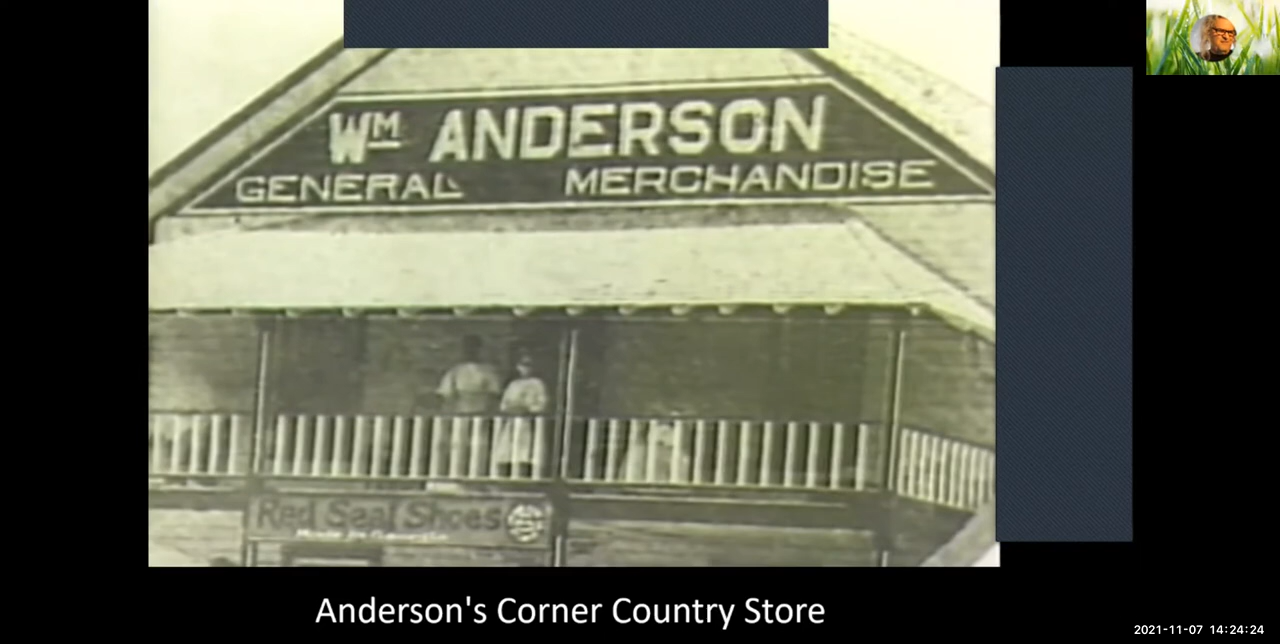 WM ANDERSON
GENERAL MERCHANDISE
Red Seal Shoes
Anderson's Corner Country Store
2021-11-07 14:24:24